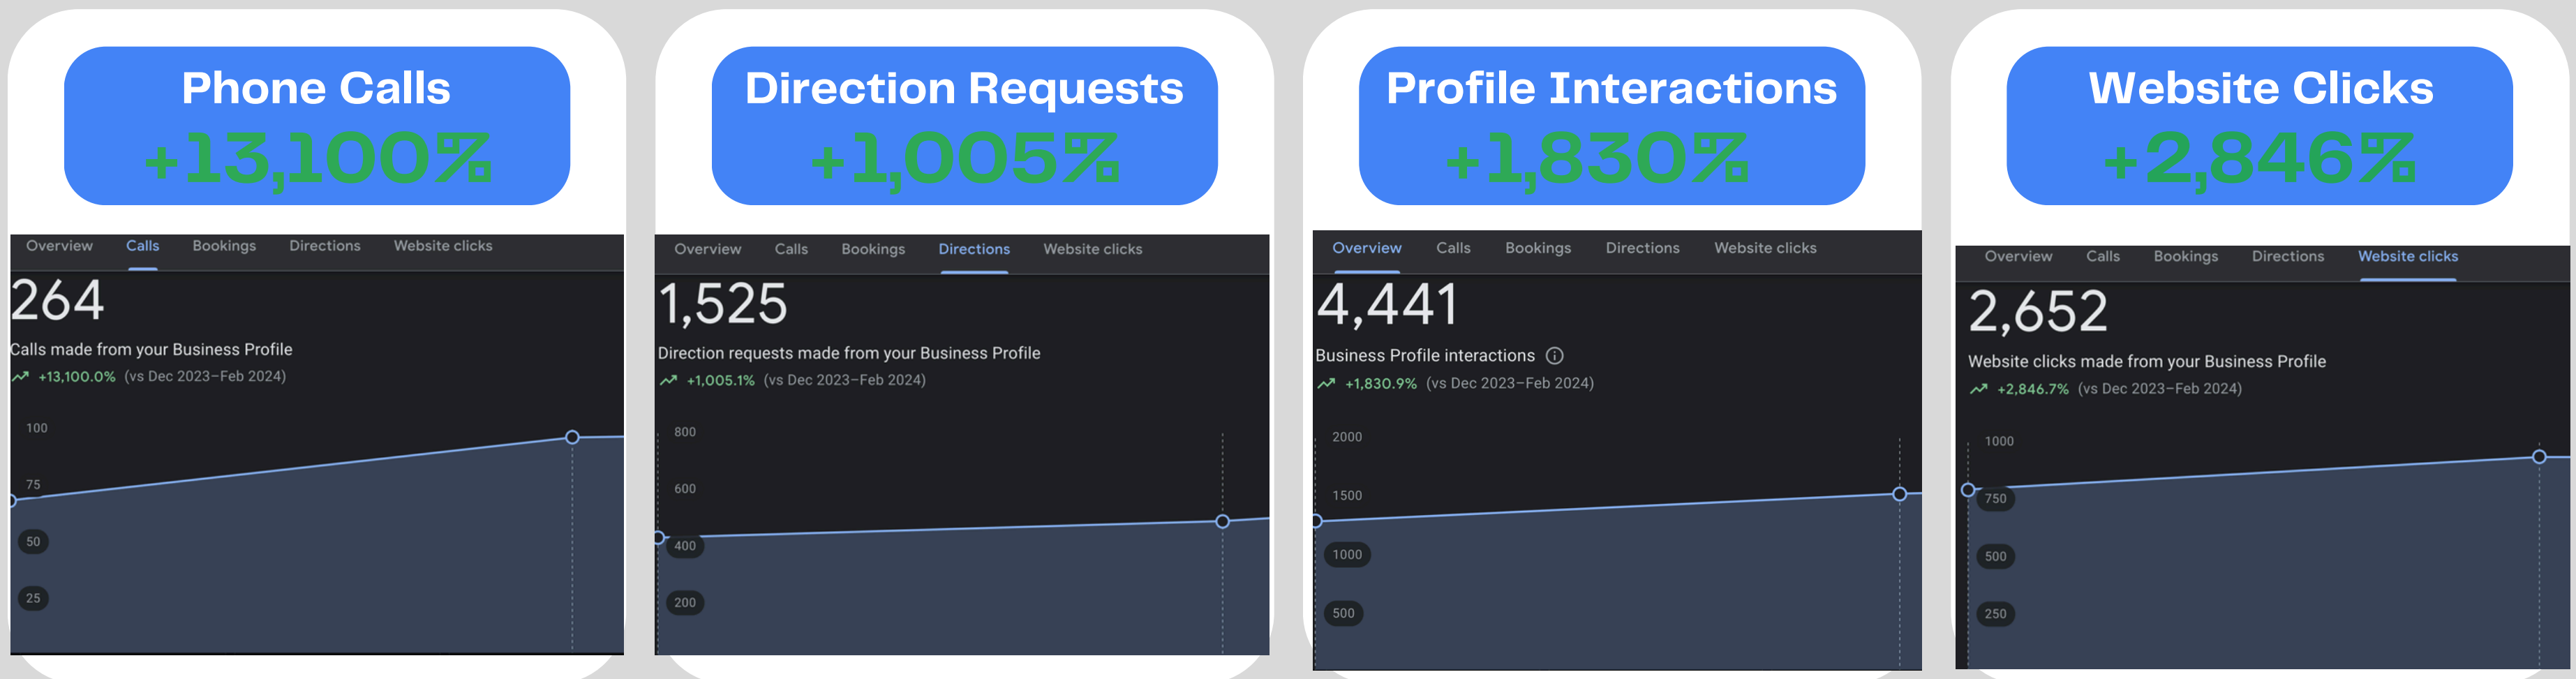 Phone Calls
+13,100%
Overview Calls Bookings Directions Website clicks
264
Calls made from your Business Profile
+13,100.0% (vs Dec 2023–Feb 2024)
100
75
50
25
Direction Requests
+1,005%
Overview Calls Bookings Directions Website clicks
1,525
Direction requests made from your Business Profile
+1,005.1% (vs Dec 2023–Feb 2024)
800
600
400
200
Profile Interactions
+1,830%
Overview Calls Bookings Directions Website clicks
4,441
Business Profile interactions
+1,830.9% (vs Dec 2023–Feb 2024)
2000
1500
1000
500
Website Clicks
+2,846%
Overview Calls Bookings Directions Website clicks
2,652
Website clicks made from your Business Profile
+2,846.7% (vs Dec 2023–Feb 2024)
1000
750
500
250